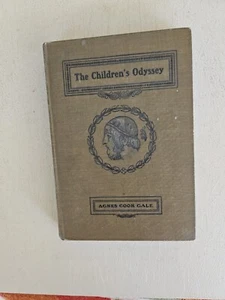 The Children's Odyssey
AGNES COOK GALE